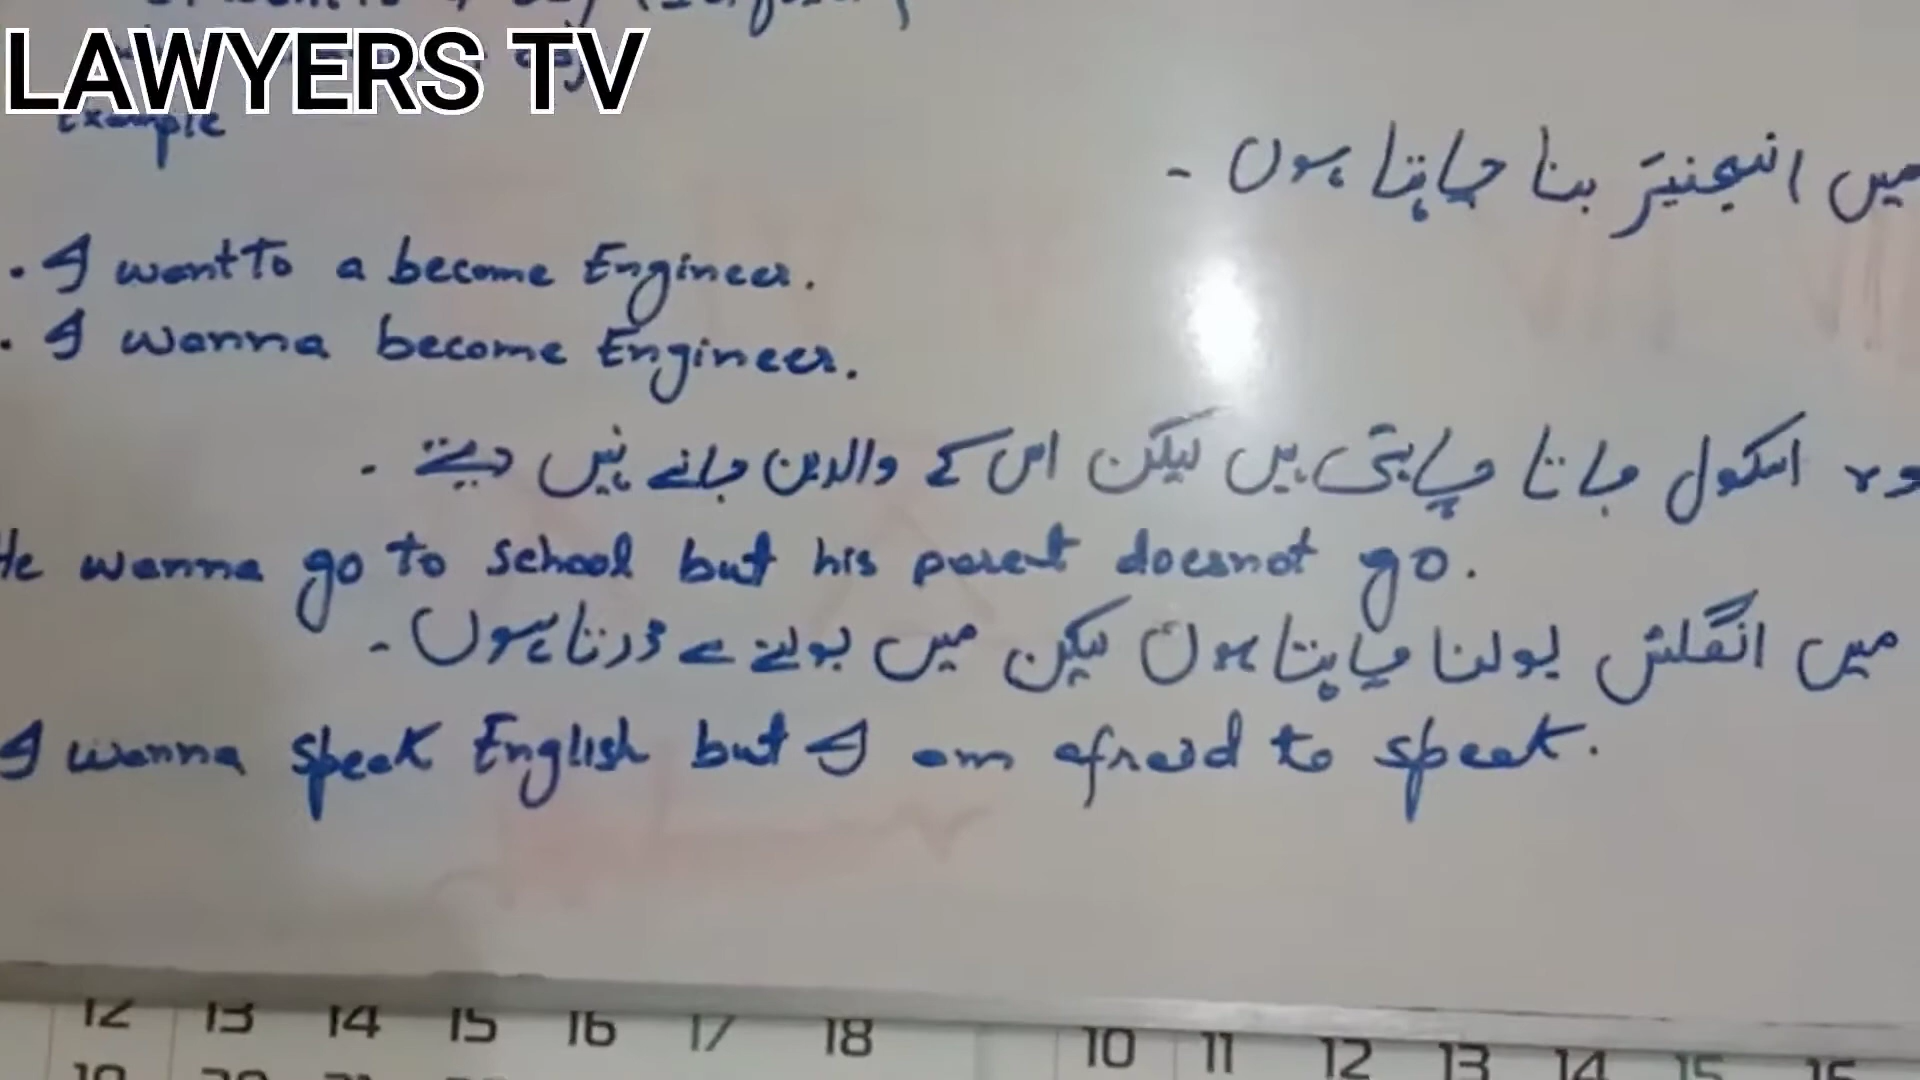 LAWYERS TV
Example
میں انجنیئر بننا چاہتا ہوں ۔
. I want to a become Engineer.
. I wanna become Engineer.
وہ اسکول جانا چاہتی ہیں لیکن اس کے والدین جانے نہیں دیتے ۔
He wanna go to school but his parent doesnot go.
میں انگلش بولنا چاہتا ہوں لیکن میں بولنے سے ڈرتا ہوں ۔
I wanna speak English but I am afraid to speak.
12 13 14 15 16 17 18 10 11 12 13 14 15